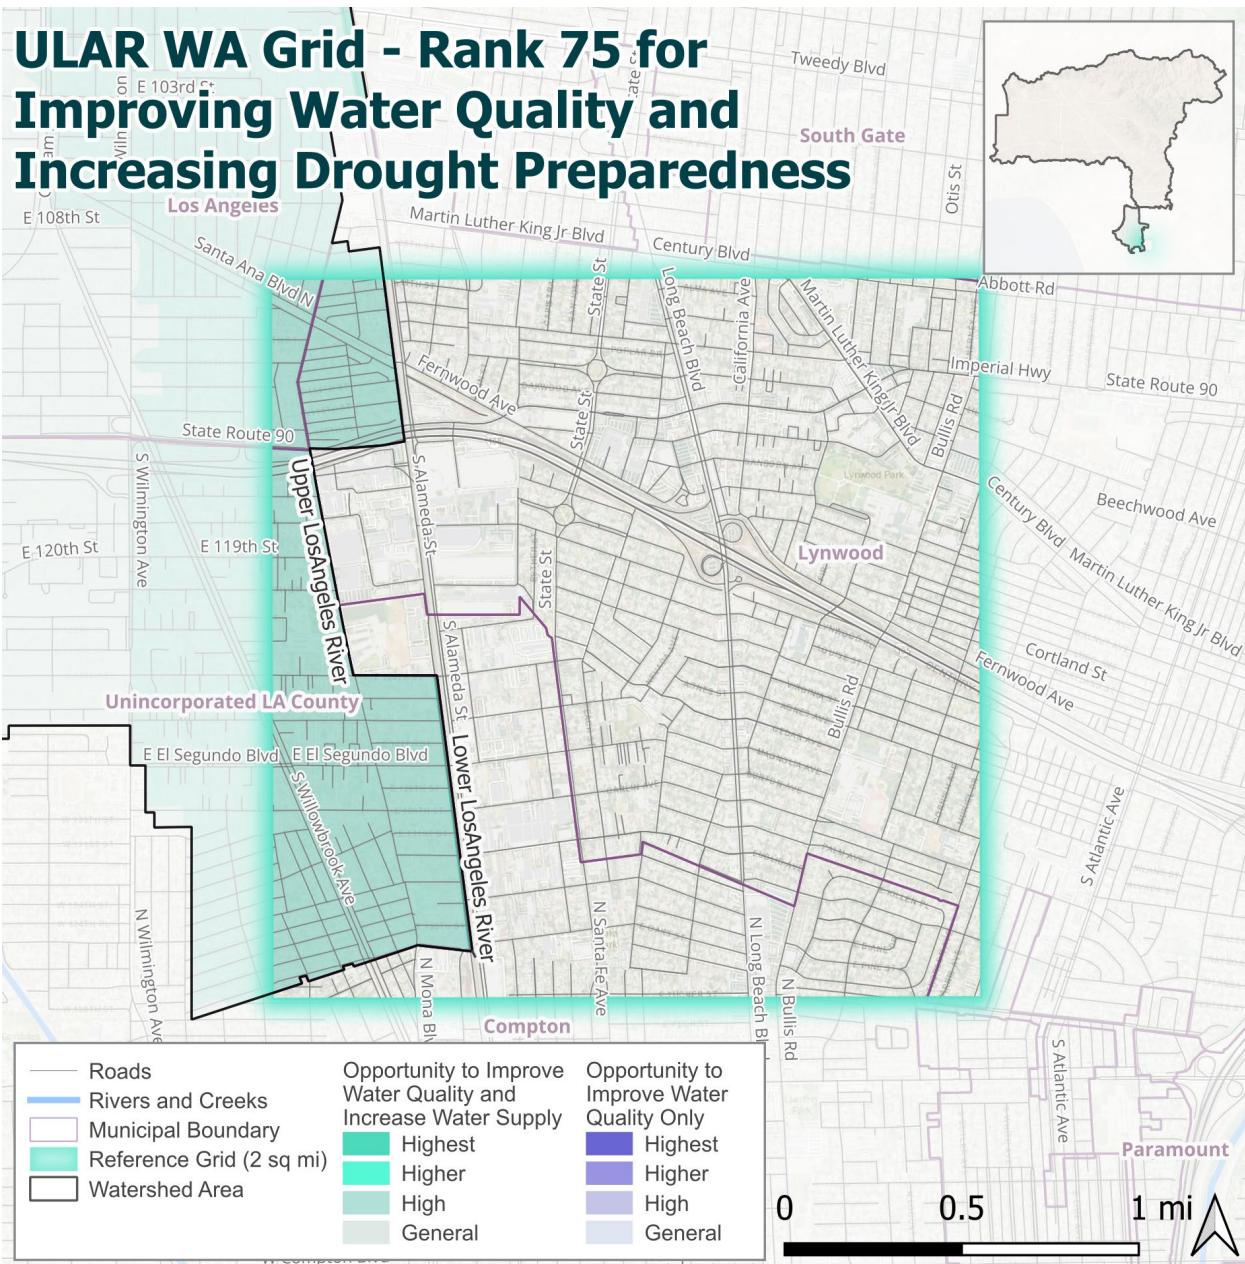 ULAR WA Grid - Rank 75 for
Improving Water Quality and
Increasing Drought Preparedness
Tweedy Blvd
South Gate
E 103rd St
Otis St
Los Angeles
E 108th St
Martin Luther King Jr Blvd
Century Blvd
Santa Ana Blvd N
State St
Long Beach Blvd
California Ave
Martin Luther King Jr Blvd
Abbott Rd
Imperial Hwy
State Route 90
Fernwood Ave
State St
Bullis Rd
State Route 90
Upper LosAngeles River
S Alameda St
Lynwood Park
Century Blvd
Beechwood Ave
S Wilmington Ave
E 120th St
E 119th St
State St
Lynwood
Martin Luther King Jr Blvd
Cortland St
Fernwood Ave
S Alameda St
Unincorporated LA County
Bullis Rd
E El Segundo Blvd
E El Segundo Blvd
S Willowbrook Ave
Lower LosAngeles River
S Atlantic Ave
N Wilmington Ave
N Mona Blv
N Santa Fe Ave
N Long Beach Bl
N Bullis Rd
Compton
S Atlantic Ave
Paramount
Roads
Rivers and Creeks
Municipal Boundary
Reference Grid (2 sq mi)
Watershed Area
Opportunity to Improve
Water Quality and
Increase Water Supply
Highest
Higher
High
General
Opportunity to
Improve Water
Quality Only
Highest
Higher
High
General
0 0.5 1 mi